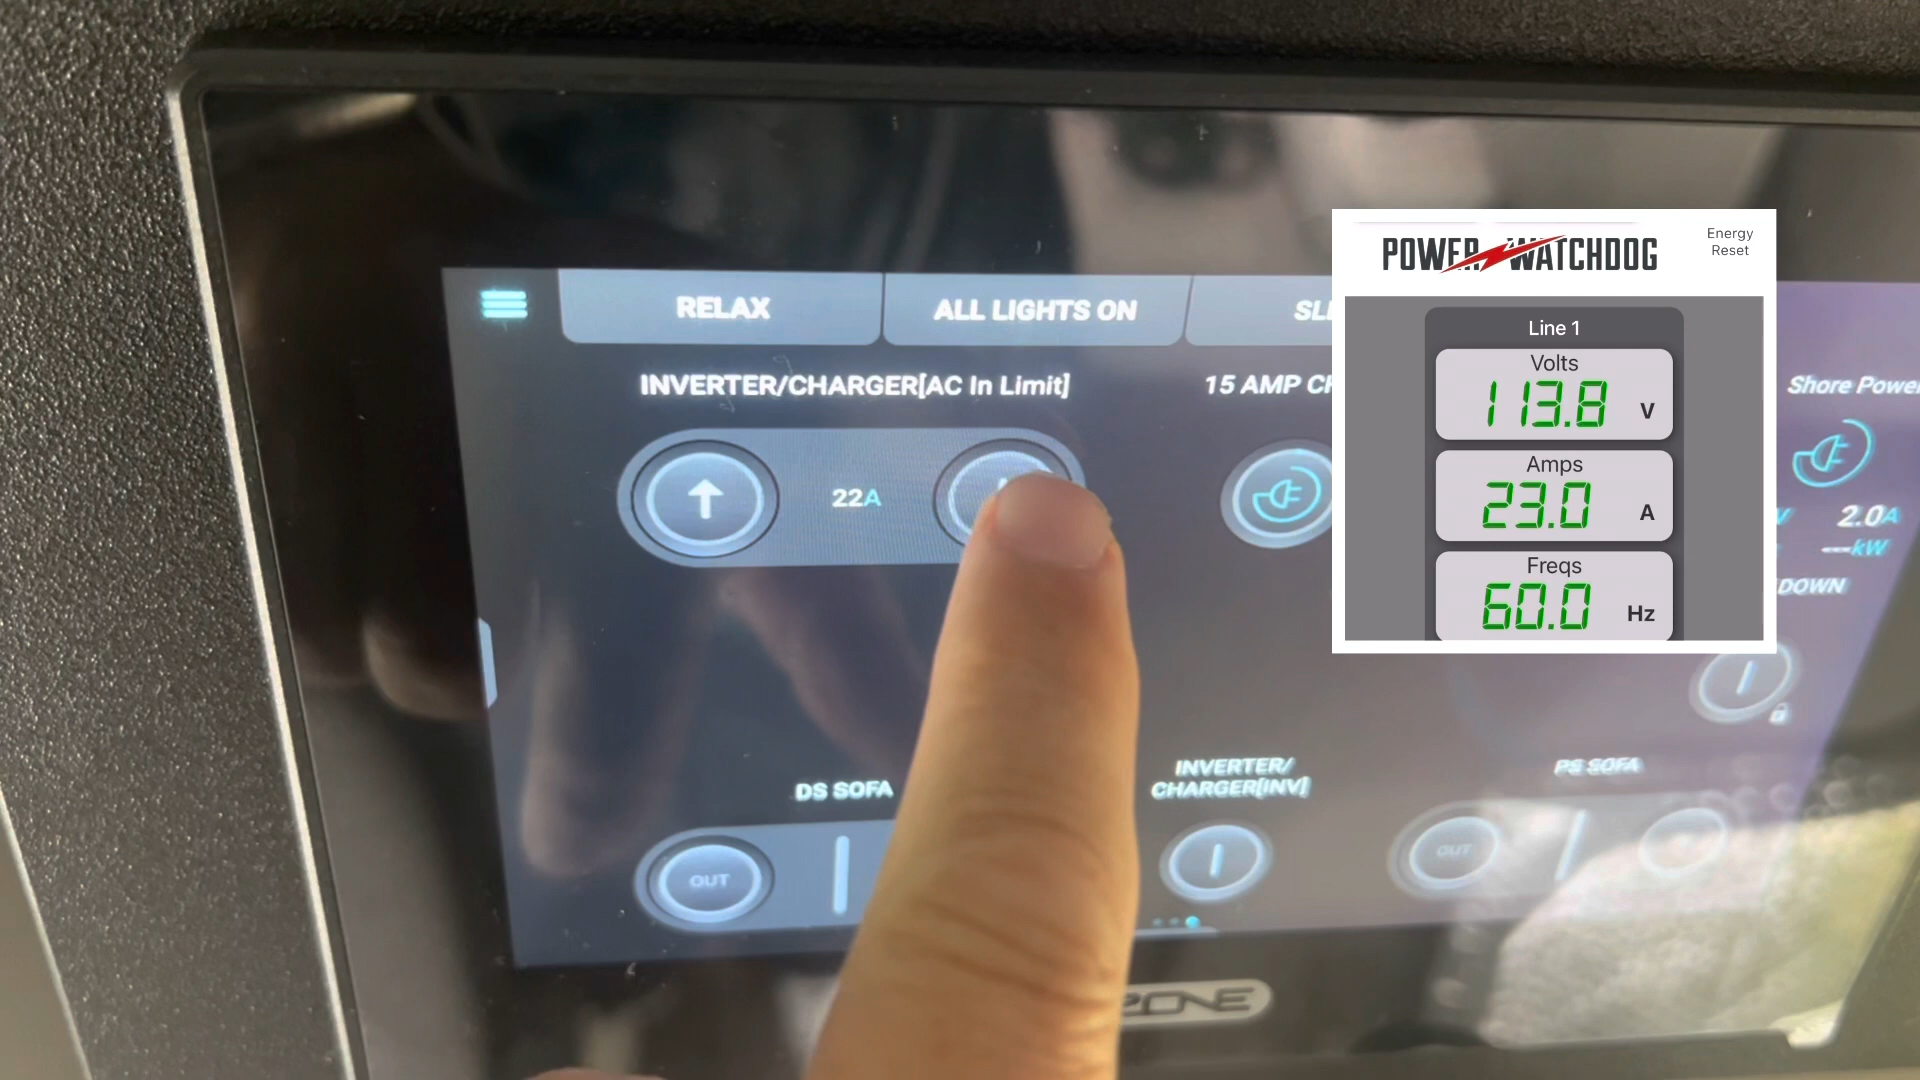 RELAX
ALL LIGHTS ON
INVERTER/CHARGER[AC In Limit]
15 AMP
22A
Shore Power
2.0A
---kW
DOWN
DS SOFA
INVERTER/
CHARGER[INV]
PS SOFA
OUT
OUT
POWER WATCHDOG
Energy
Reset
Line 1
Volts
113.8 V
Amps
23.0 A
Freqs
60.0 Hz